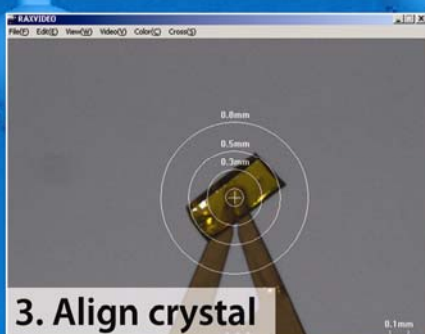 RAXVIDEO
File(F) Edit(E) View(W) Video(V) Color(C) Cross(S)
0.8mm
0.5mm
0.3mm
0.1mm
3. Align crystal